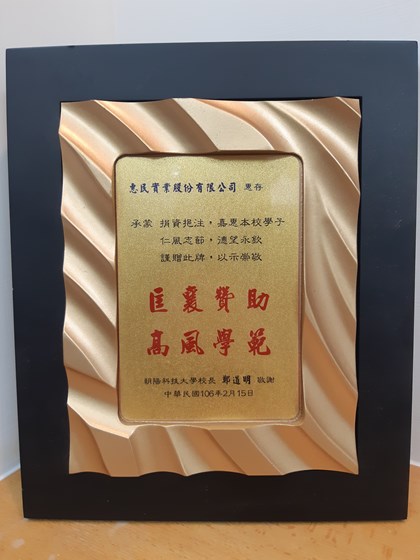 惠民實業股份有限公司 惠存
承蒙 捐資挹注,嘉惠本校學子
仁風志節,德望永欽
謹贈此牌,以示崇敬
匡襄贊助
高風學範
朝陽科技大學校長 鄭道明 敬謝
中華民國106年2月15日